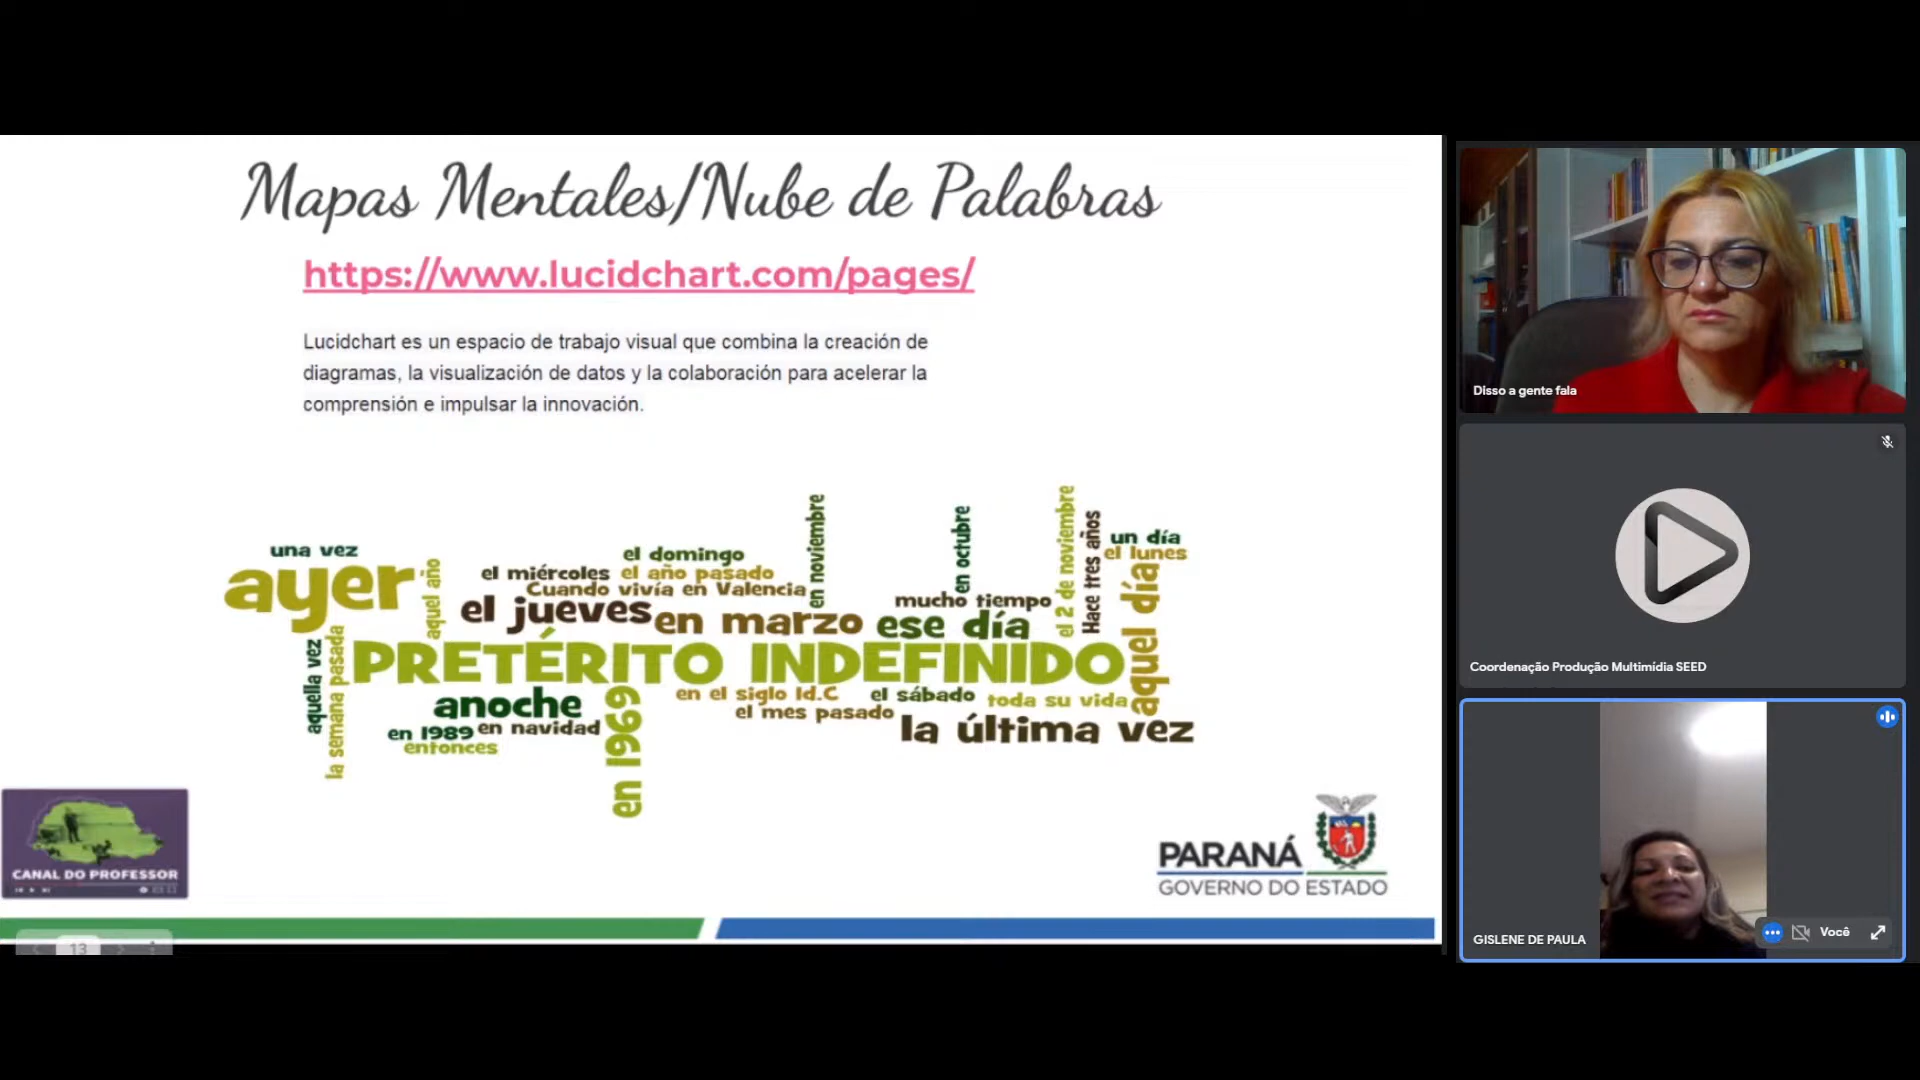 Mapas Mentales/Nube de Palabras
https://www.lucidchart.com/pages/
Lucidchart es un espacio de trabajo visual que combina la creación de
diagramas, la visualización de datos y la colaboración para acelerar la
comprensión e impulsar la innovación.
una vez
ayer
aquel año
el miércoles
el domingo
el año pasado
Cuando vivía en Valencia
el jueves
en marzo
en noviembre
mucho tiempo
ese día
en octubre
el 2 de noviembre
Hace tres años
un día
el lunes
aquel día
PRETÉRITO INDEFINIDO
aquella vez
la semana pasada
anoche
en 1989
en navidad
entonces
en 1969
en el siglo Id.C
el mes pasado
el sábado
toda su vida
la última vez
CANAL DO PROFESSOR
PARANÁ
GOVERNO DO ESTADO
13
Disso a gente fala
Coordenação Produção Multimídia SEED
GISLENE DE PAULA
Você